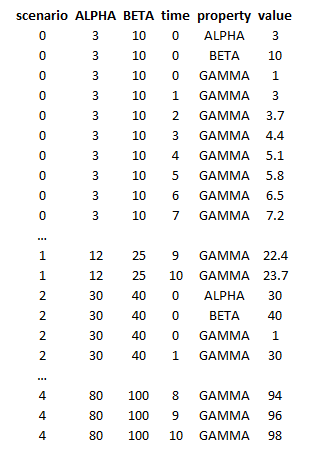 scenario ALPHA BETA time property value
0 3 10 0 ALPHA 3
0 3 10 0 BETA 10
0 3 10 0 GAMMA 1
0 3 10 1 GAMMA 3
0 3 10 2 GAMMA 3.7
0 3 10 3 GAMMA 4.4
0 3 10 4 GAMMA 5.1
0 3 10 5 GAMMA 5.8
0 3 10 6 GAMMA 6.5
0 3 10 7 GAMMA 7.2
...
1 12 25 9 GAMMA 22.4
1 12 25 10 GAMMA 23.7
2 30 40 0 ALPHA 30
2 30 40 0 BETA 40
2 30 40 0 GAMMA 1
2 30 40 1 GAMMA 30
...
4 80 100 8 GAMMA 94
4 80 100 9 GAMMA 96
4 80 100 10 GAMMA 98